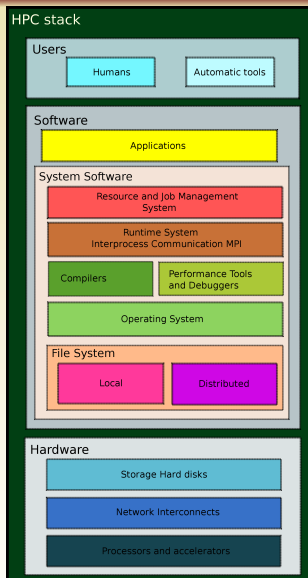 HPC stack
Users
Humans
Automatic tools
Software
Applications
System Software
Resource and Job Management
System
Runtime System
Interprocess Communication MPI
Compilers
Performance Tools
and Debuggers
Operating System
File System
Local
Distributed
Hardware
Storage Hard disks
Network Interconnects
Processors and accelerators